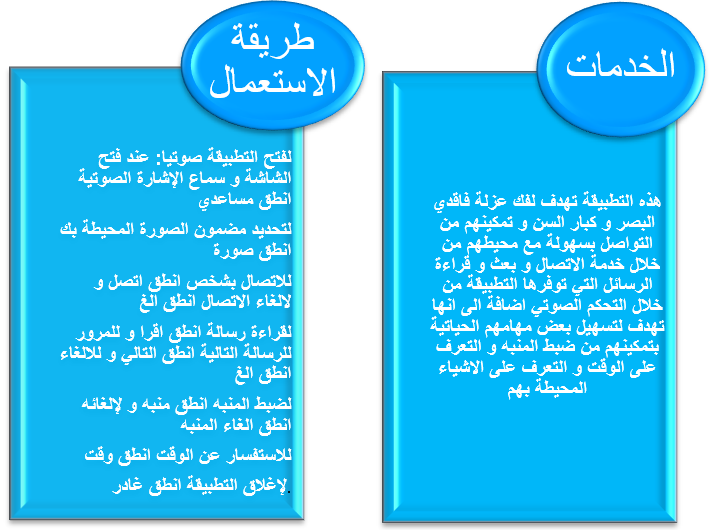 الخدمات
هذه التطبيقة تهدف لفك عزلة فاقدي
البصر و كبار السن و تمكينهم من
التواصل بسهولة مع محيطهم من
خلال خدمة الاتصال و بعث و قراءة
الرسائل التي توفرها التطبيقة من
خلال التحكم الصوتي اضافة الى انها
تهدف لتسهيل بعض مهامهم الحياتية
بتمكينهم من ضبط المنبه و التعرف
على الوقت و التعرف على الاشياء
المحيطة بهم
طريقة
الاستعمال
لفتح التطبيقة صوتيا: عند فتح
الشاشة و سماع الإشارة الصوتية
انطق مساعدي
لتحديد مضمون الصورة المحيطة بك
انطق صورة
للاتصال بشخص انطق اتصل و
لالغاء الاتصال انطق الغ
لقراءة رسالة انطق اقرا و للمرور
للرسالة التالية انطق التالي و للالغاء
انطق الغ
لضبط المنبه انطق منبه و لإلغائه
انطق الغاء المنبه
للاستفسار عن الوقت انطق وقت
.لإغلاق التطبيقة انطق غادر